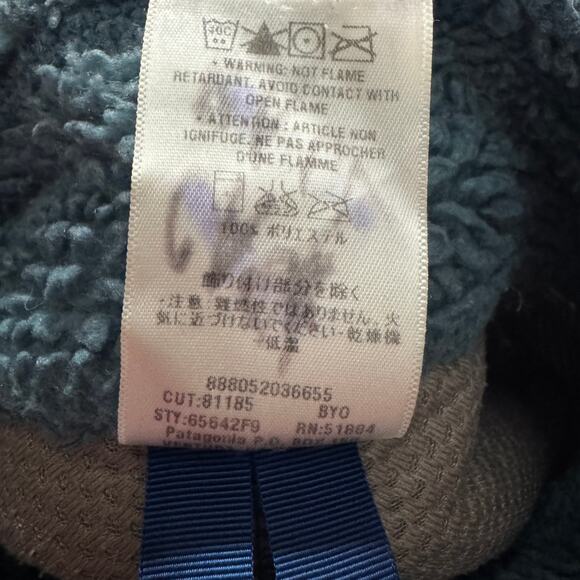 30C
• WARNING: NOT FLAME
RETARDANT. AVOID CONTACT WITH
OPEN FLAME
• ATTENTION: ARTICLE NON
IGNIFUGE. NE PAS APPROCHER
D'UNE FLAMME
100% ポリエステル
飾り付け部分を除く
・注意：難燃性ではありません、火
気に近づけないでください・乾燥機
-低温
888052036655
CUT:81185 BYO
STY:65642F9 RN:51884
Patagonia P.O. BOX